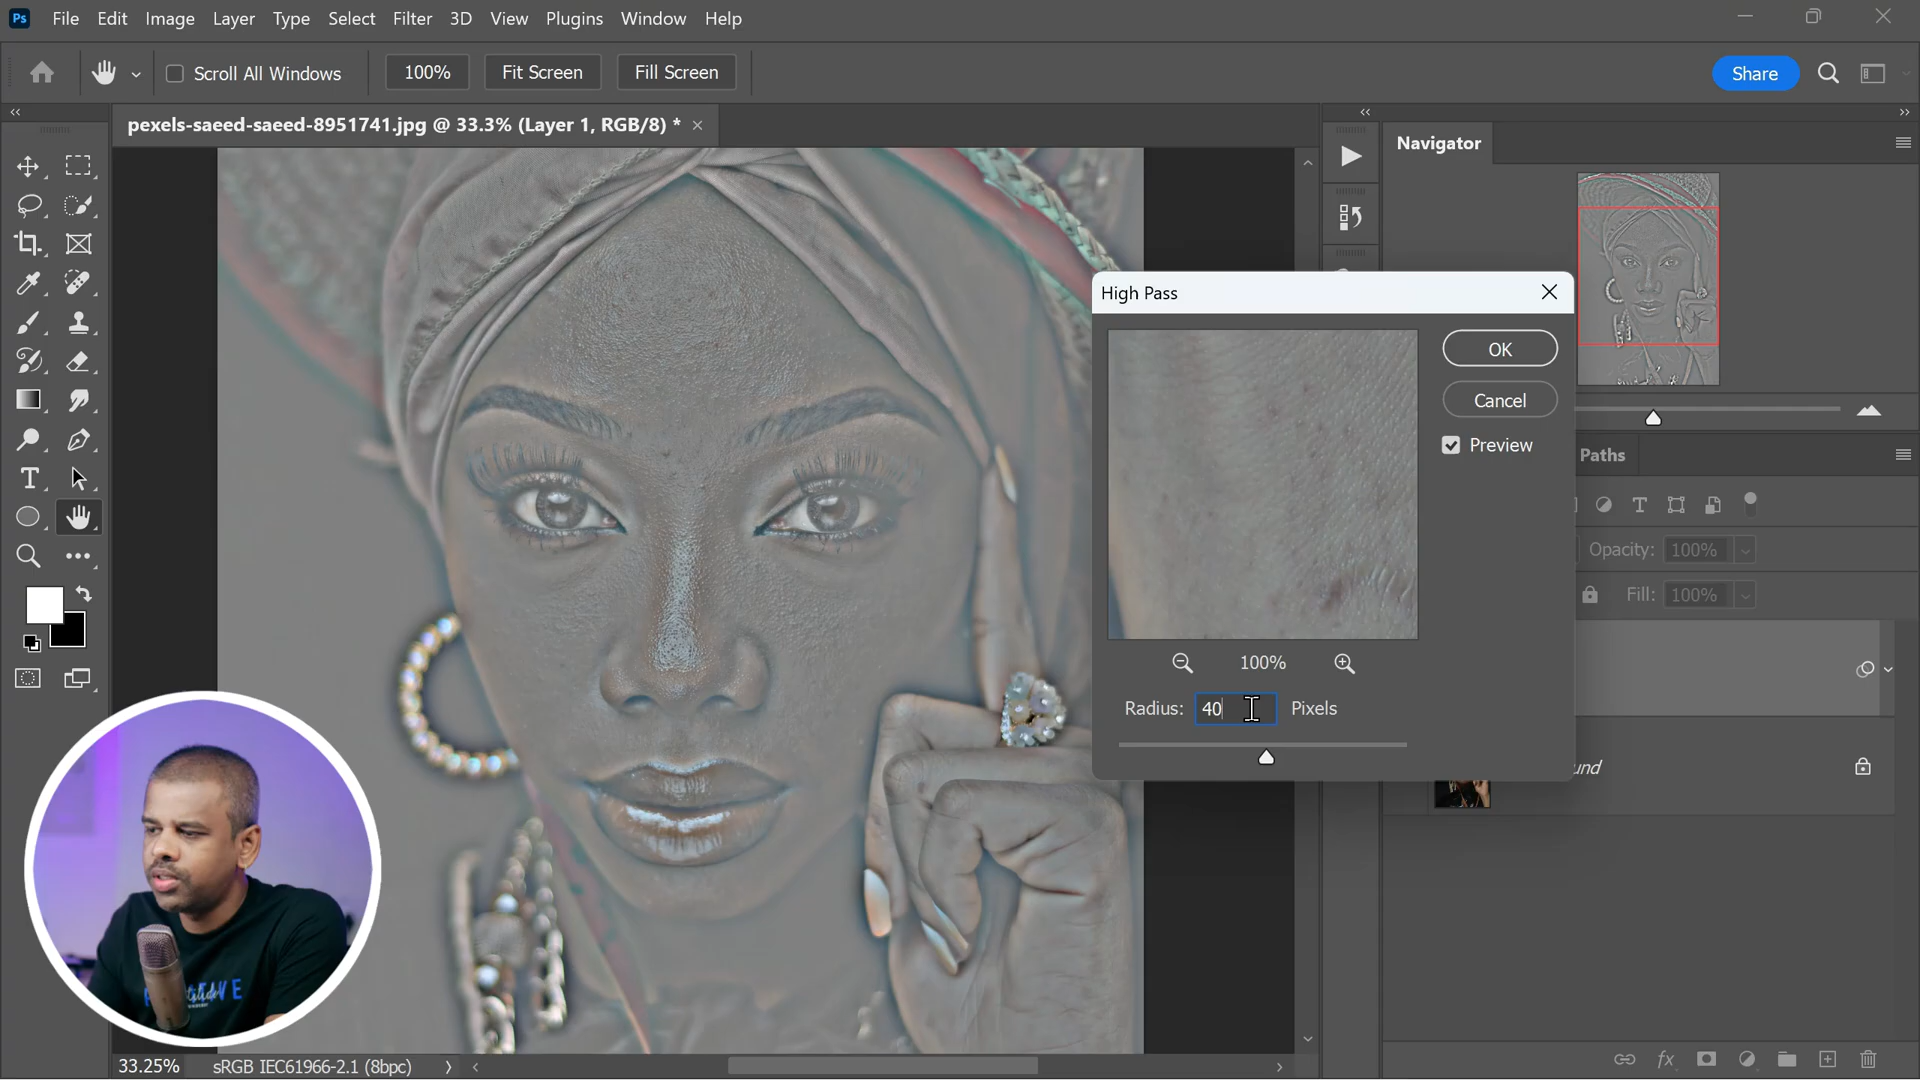 Ps File Edit Image Layer Type Select Filter 3D View Plugins Window Help
Scroll All Windows 100% Fit Screen Fill Screen Share
pexels-saeed-saeed-8951741.jpg @ 33.3% (Layer 1, RGB/8) *
Navigator
High Pass
OK
Cancel
Preview
Paths
Opacity: 100%
Fill: 100%
100%
Radius: 40 Pixels
und
T
fx
33.25% sRGB IEC61966-2.1 (8bpc)